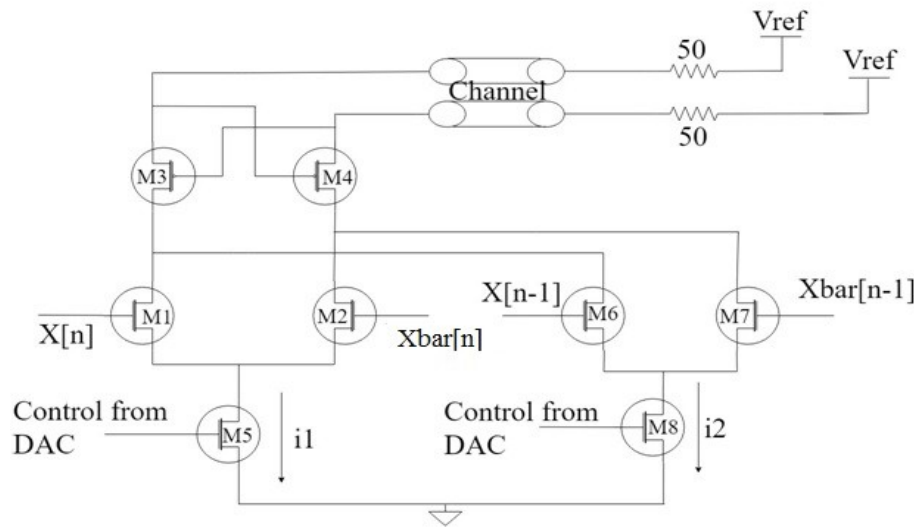 Vref
50
Vref
Channel
50
M3
M4
X[n-1]
Xbar[n-1]
M1
M2
M6
M7
X[n]
Xbar[n]
Control from
DAC
M5
i1
Control from
DAC
M8
i2